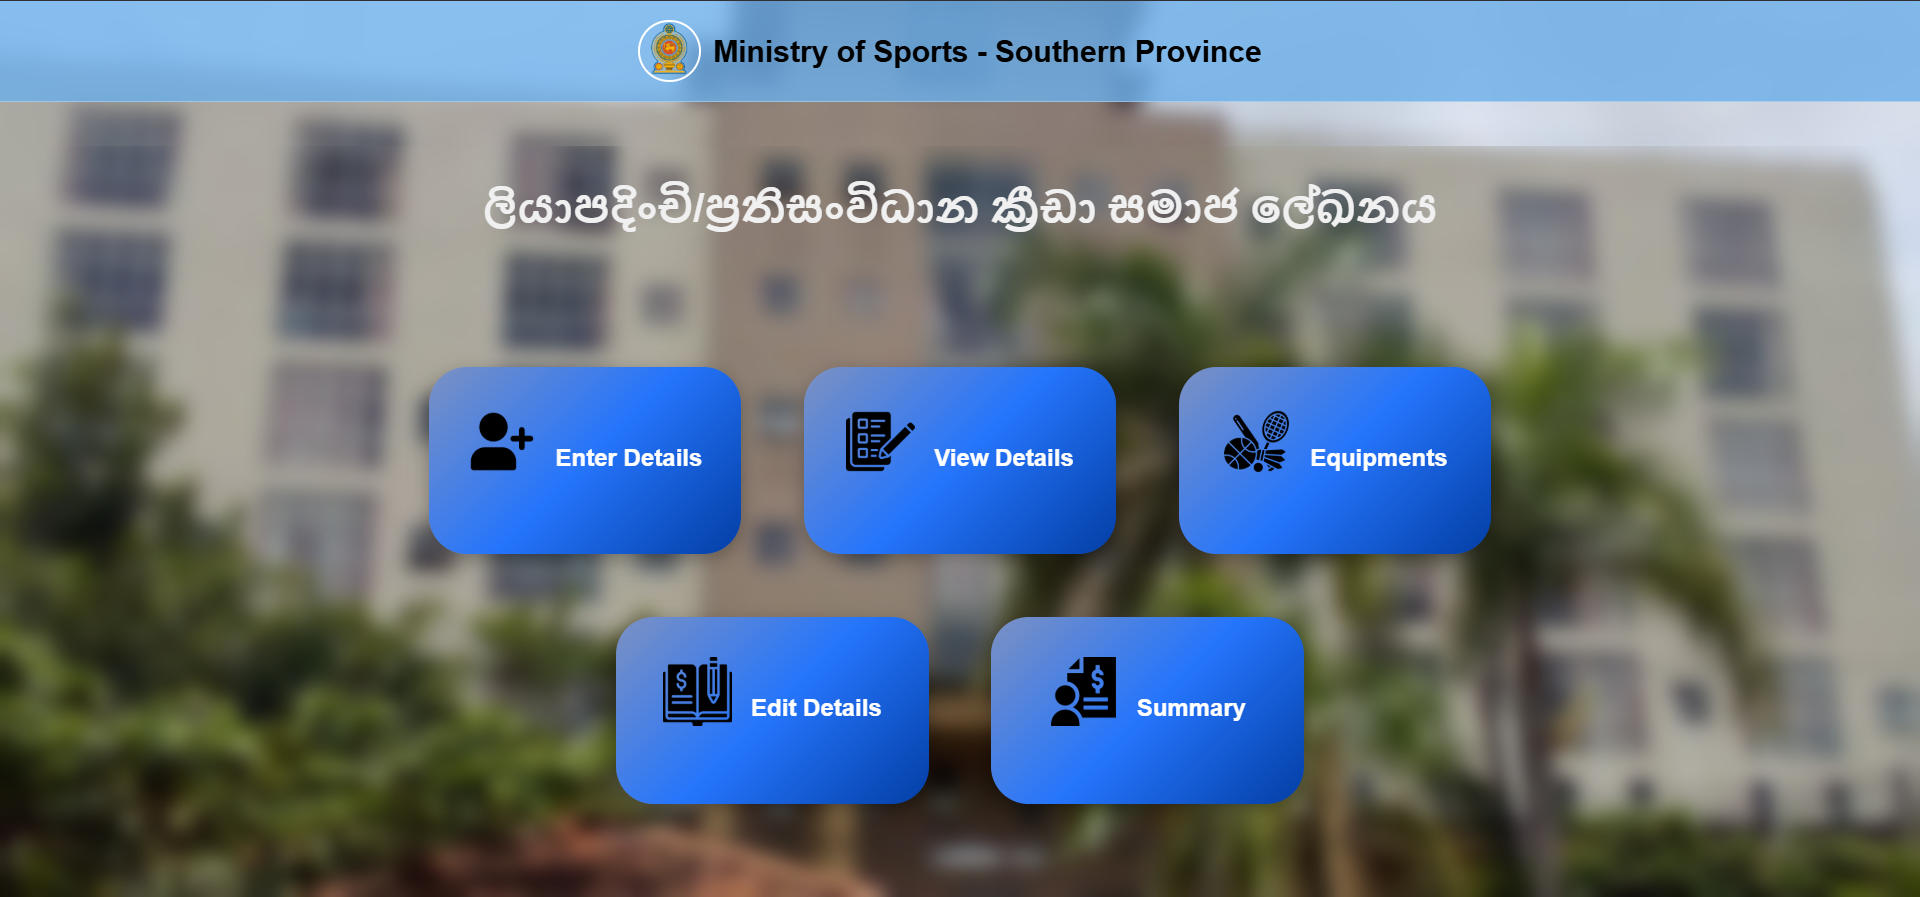 Ministry of Sports - Southern Province
ලියාපදිංචි/ප්‍රතිසංවිධාන ක්‍රීඩා සමාජ ලේඛනය
Enter Details
View Details
Equipments
Edit Details
Summary